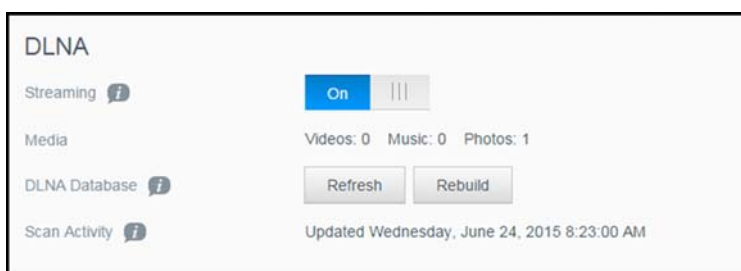 DLNA
Streaming On
Media Videos: 0 Music: 0 Photos: 1
DLNA Database Refresh Rebuild
Scan Activity Updated Wednesday, June 24, 2015 8:23:00 AM